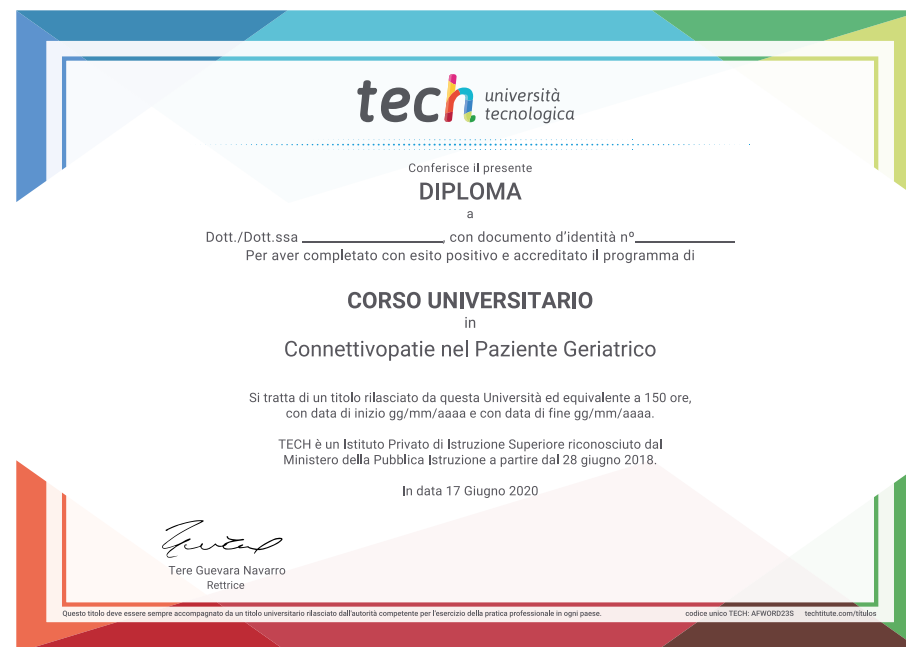 tech università
tecnologica
Conferisce il presente
DIPLOMA
a
Dott./Dott.ssa _________________, con documento d'identità nº____________
Per aver completato con esito positivo e accreditato il programma di
CORSO UNIVERSITARIO
in
Connettivopatie nel Paziente Geriatrico
Si tratta di un titolo rilasciato da questa Università ed equivalente a 150 ore,
con data di inizio gg/mm/aaaa e con data di fine gg/mm/aaaa.
TECH è un Istituto Privato di Istruzione Superiore riconosciuto dal
Ministero della Pubblica Istruzione a partire dal 28 giugno 2018.
In data 17 Giugno 2020
Tere Guevara Navarro
Rettrice
Questo titolo deve essere sempre accompagnato da un titolo universitario rilasciato dall'autorità competente per l'esercizio della pratica professionale in ogni paese. codice unico TECH: AFWORD23S techtitute.com/títulos